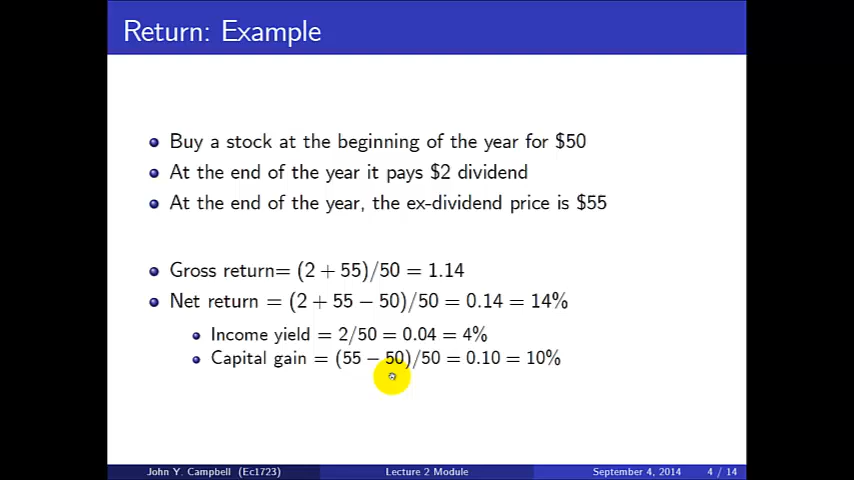 Return: Example
Buy a stock at the beginning of the year for $50
At the end of the year it pays $2 dividend
At the end of the year, the ex-dividend price is $55
Gross return= (2 + 55)/50 = 1.14
Net return = (2 + 55 − 50)/50 = 0.14 = 14%
Income yield = 2/50 = 0.04 = 4%
Capital gain = (55 − 50)/50 = 0.10 = 10%
John Y. Campbell (Ec1723) Lecture 2 Module September 4, 2014 4 / 14